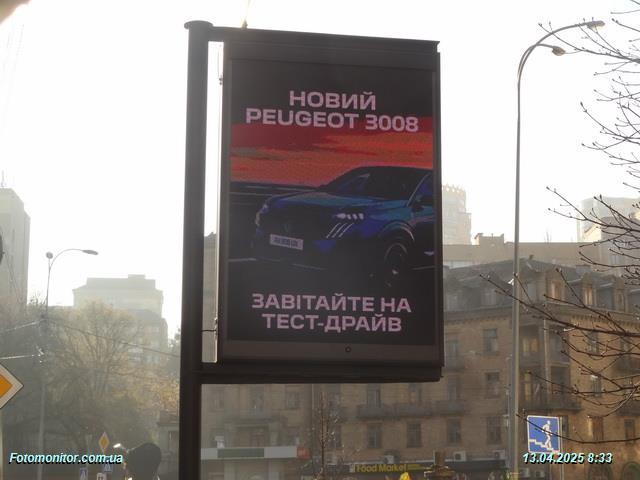 НОВИЙ
PEUGEOT 3008
ЗАВІТАЙТЕ НА
ТЕСТ-ДРАЙВ
Food Market
Fotomonitor.com.ua
13.04.2025 8:33